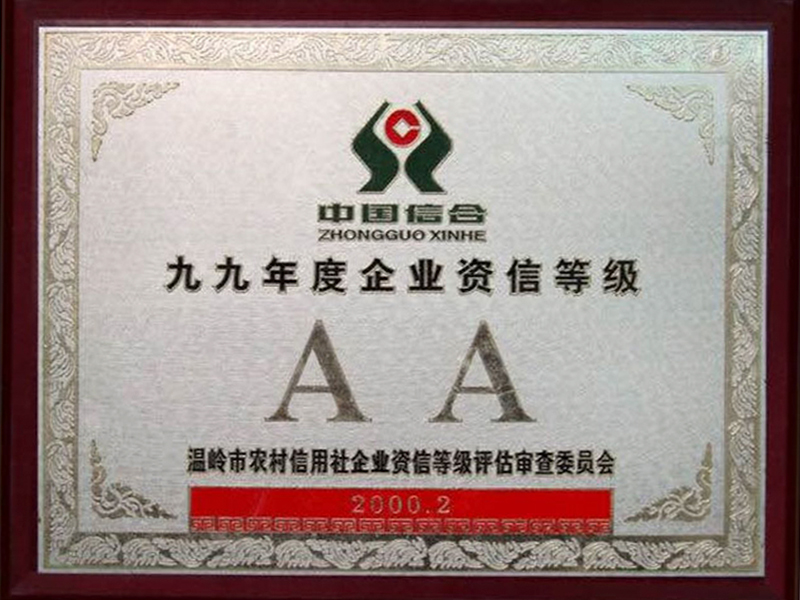 中国信合
ZHONGGUO XINHE
九九年度企业资信等级
A A
温岭市农村信用社企业资信等级评估审查委员会
2000.2